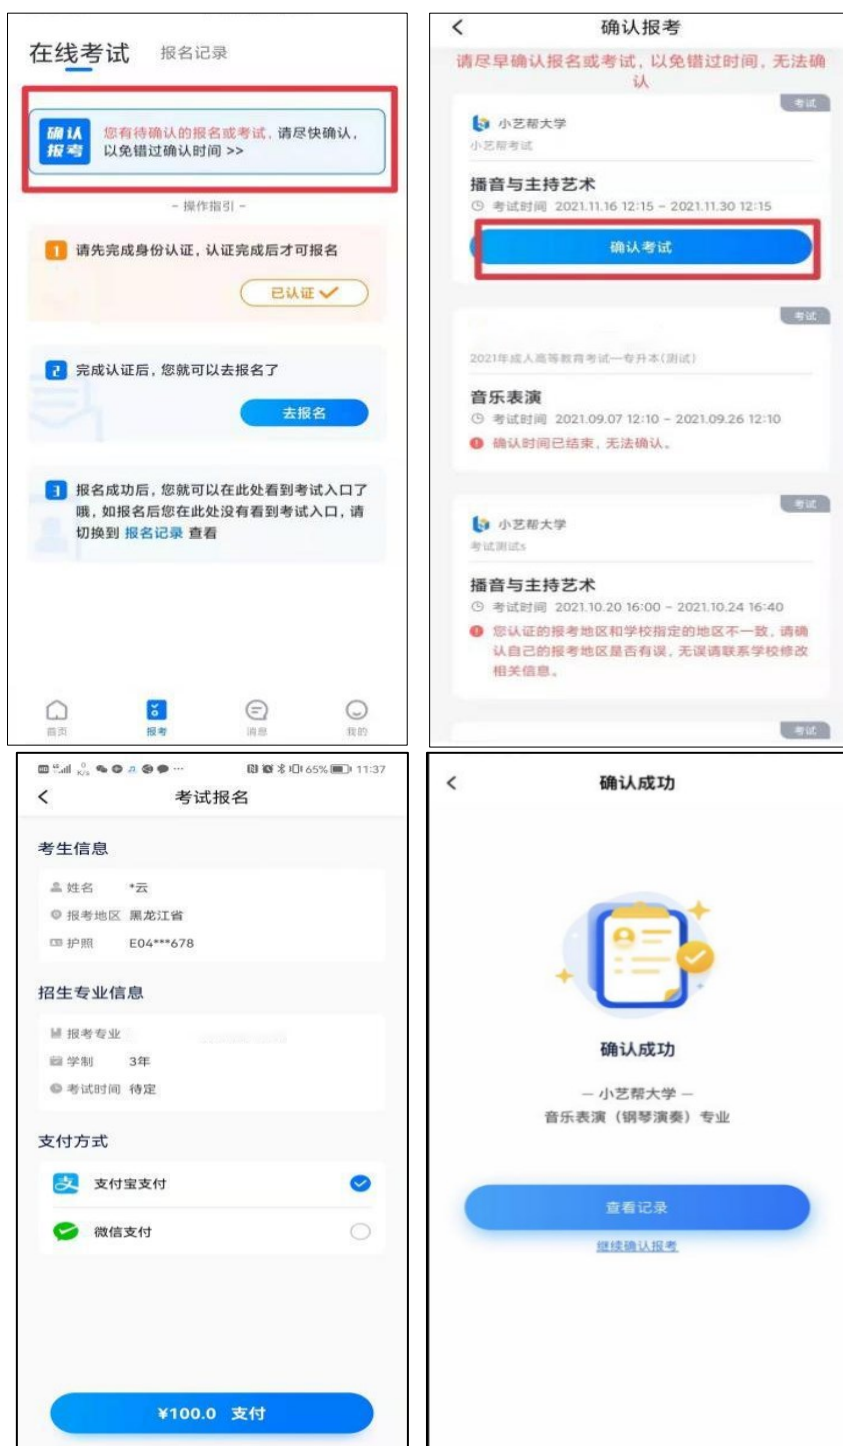 在线考试 报名记录
确认
报考
您有待确认的报名或考试,请尽快确认,
以免错过确认时间 >>
- 操作指引 -
1 请先完成身份认证,认证完成后才可报名
已认证
2 完成认证后,您就可以去报名了
去报名
3 报名成功后,您就可以在此处看到考试入口了
哦,如报名后您在此处没有看到考试入口,请
切换到 报名记录 查看
首页 报考 消息 我的
确认报考
请尽早确认报名或考试,以免错过时间,无法确
认
考试
小艺帮大学
小艺帮考试
播音与主持艺术
考试时间 2021.11.16 12:15 - 2021.11.30 12:15
确认考试
考试
2021年成人高等教育考试—专升本(测试)
音乐表演
考试时间 2021.09.07 12:10 - 2021.09.26 12:10
确认时间已结束,无法确认。
考试
小艺帮大学
考试测试s
播音与主持艺术
考试时间 2021.10.20 16:00 - 2021.10.24 16:40
您认证的报考地区和学校指定的地区不一致,请确
认自己的报考地区是否有误,无误请联系学校修改
相关信息。
考试
65% 11:37
考试报名
考生信息
姓名 *云
报考地区 黑龙江省
护照 E04***678
招生专业信息
报考专业
学制 3年
考试时间 待定
支付方式
支付宝支付
微信支付
¥100.0 支付
确认成功
确认成功
— 小艺帮大学 —
音乐表演(钢琴演奏)专业
查看记录
继续确认报考